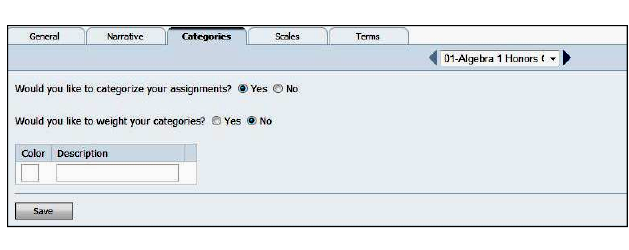 General Narrative Categories Scales Terms
01-Algebra 1 Honors (
Would you like to categorize your assignments? Yes No
Would you like to weight your categories? Yes No
Color Description
Save